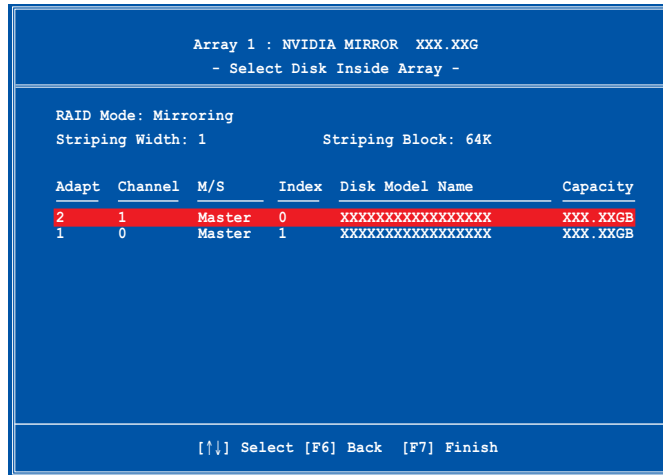 Array 1 : NVIDIA MIRROR XXX.XXG
- Select Disk Inside Array -
RAID Mode: Mirroring
Striping Width: 1 Striping Block: 64K
Adapt Channel M/S Index Disk Model Name Capacity
2 1 Master 0 XXXXXXXXXXXXXXXXX XXX.XXGB
1 0 Master 1 XXXXXXXXXXXXXXXXX XXX.XXGB
[↑↓] Select [F6] Back [F7] Finish